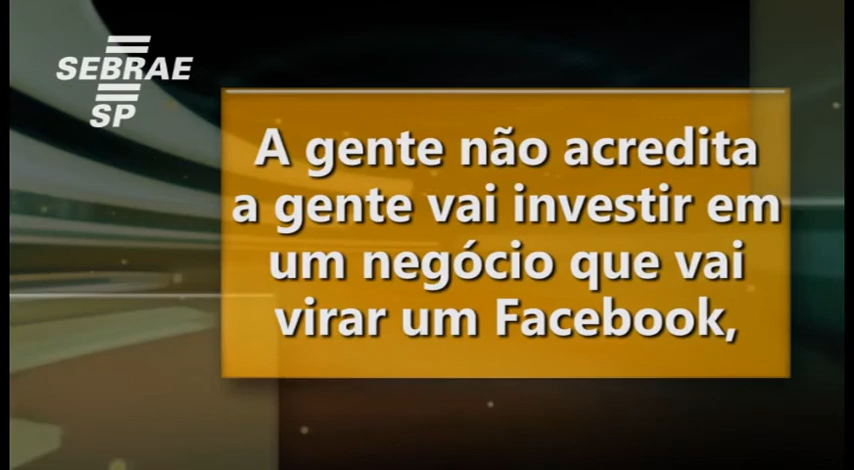 SEBRAE
SP
A gente não acredita
a gente vai investir em
um negócio que vai
virar um Facebook,